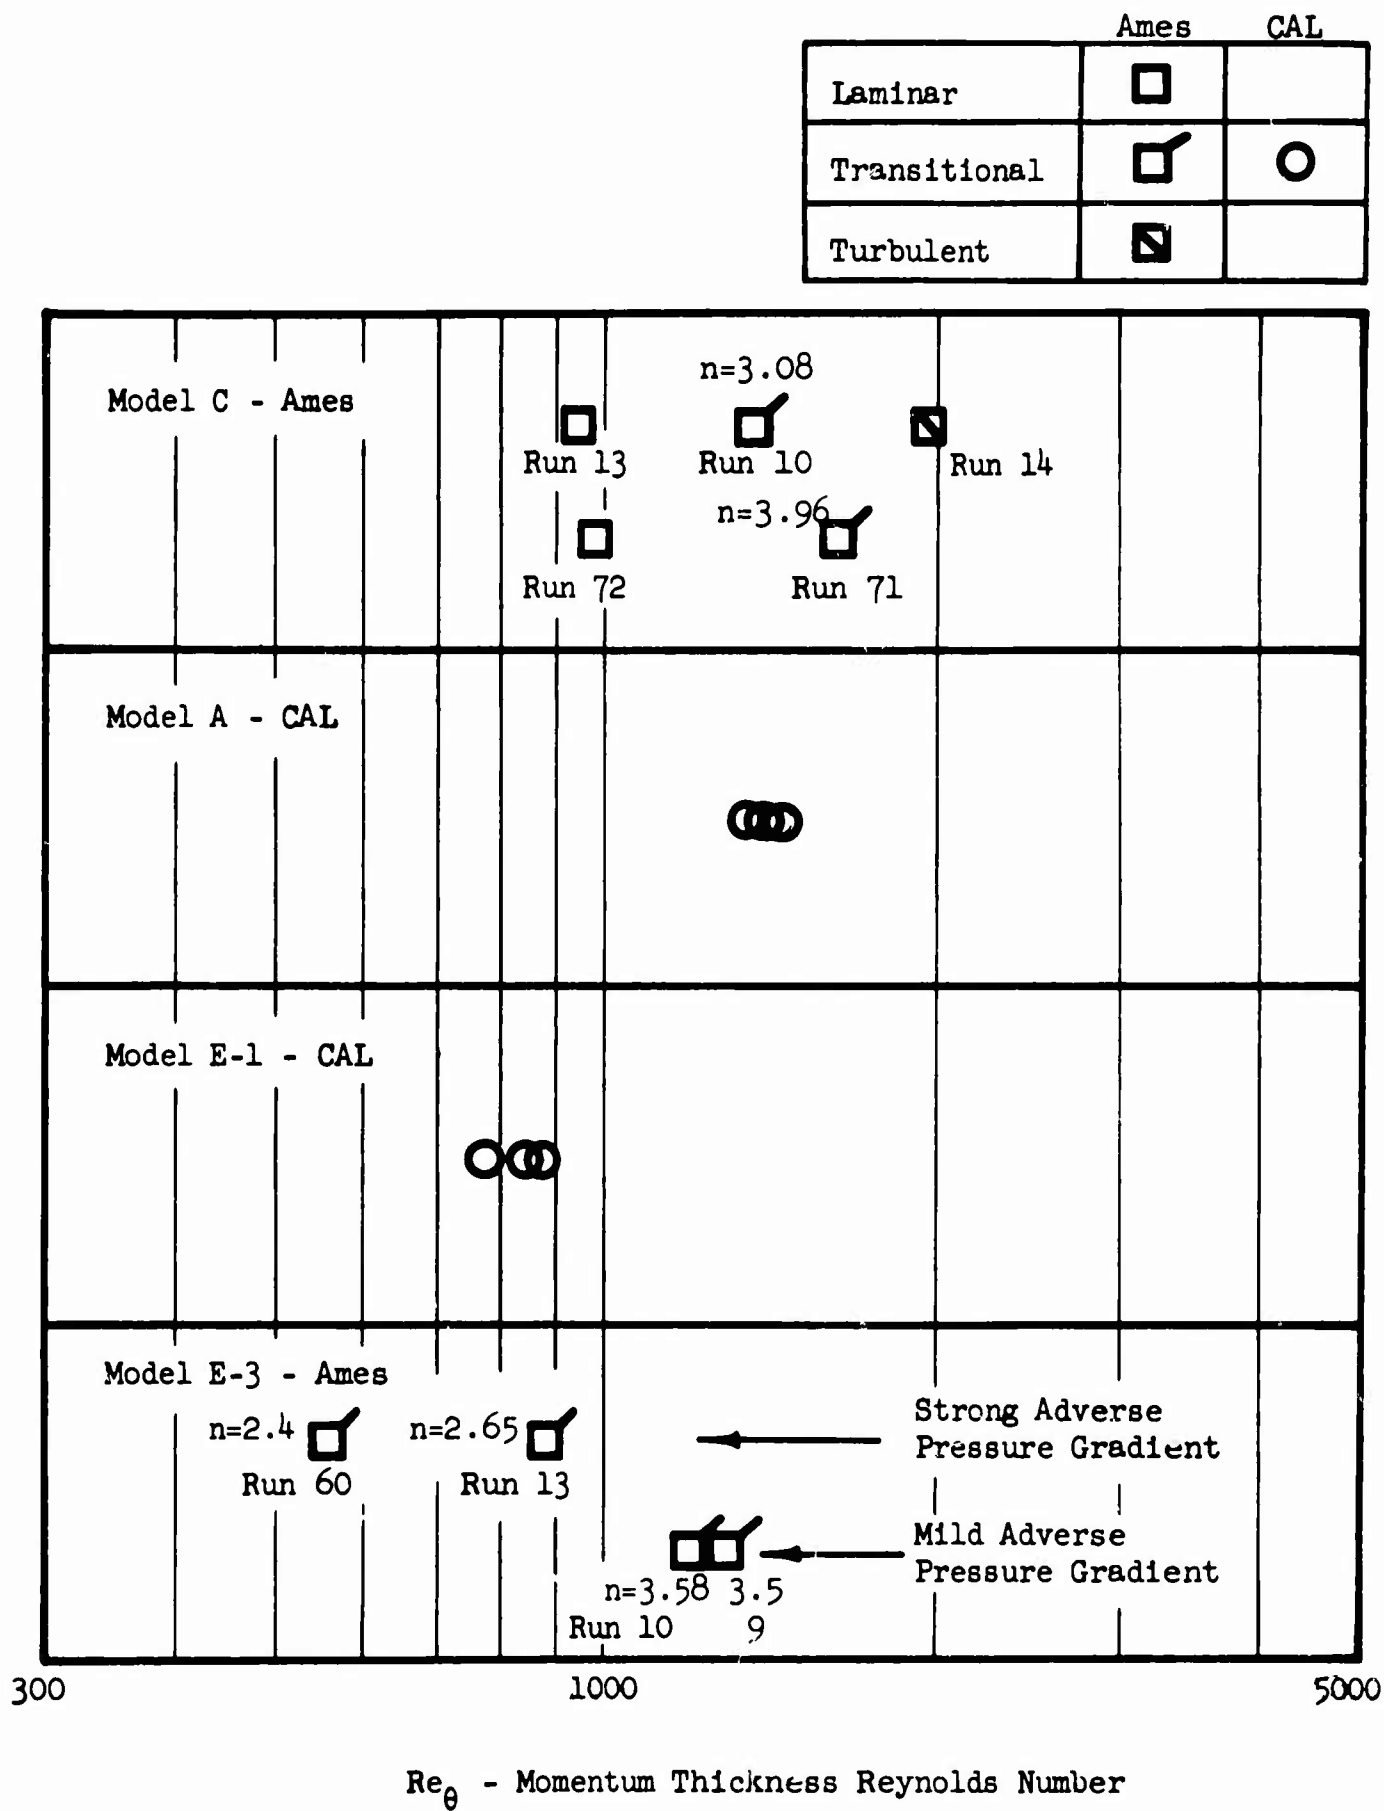 Ames CAL
Laminar
Transitional
Turbulent
Model C - Ames
n=3.08
Run 13
Run 10
Run 14
n=3.96
Run 72
Run 71
Model A - CAL
Model E-1 - CAL
Model E-3 - Ames
n=2.4
n=2.65
Run 60
Run 13
Strong Adverse
Pressure Gradient
Mild Adverse
Pressure Gradient
n=3.58 3.5
Run 10 9
300 1000 5000
Reθ - Momentum Thickness Reynolds Number